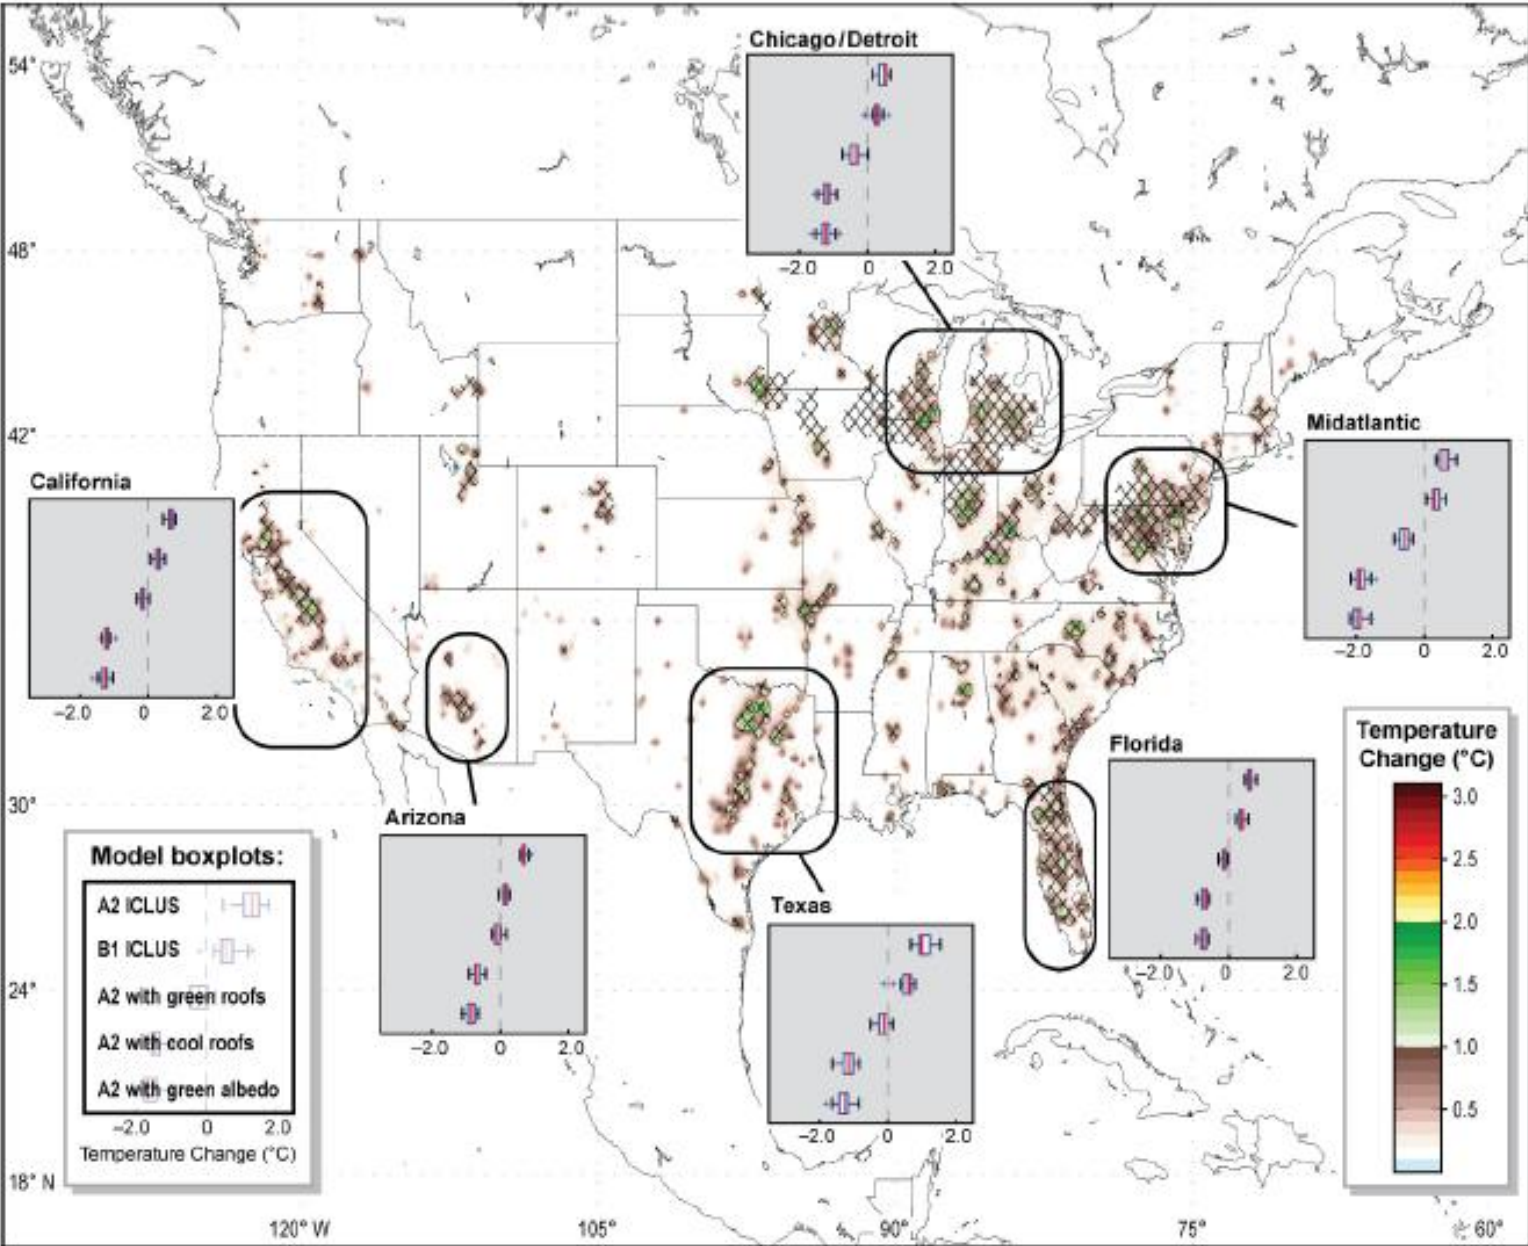 Chicago/Detroit
54°
−2.0 0 2.0
48°
42°
Midatlantic
−2.0 0 2.0
California
−2.0 0 2.0
Temperature
Change (°C)
3.0
2.5
2.0
1.5
1.0
0.5
Florida
−2.0 0 2.0
30°
Arizona
−2.0 0 2.0
Model boxplots:
A2 ICLUS
B1 ICLUS
A2 with green roofs
A2 with cool roofs
A2 with green albedo
−2.0 0 2.0
Temperature Change (°C)
Texas
−2.0 0 2.0
24°
18° N
120° W 105° 90° 75° 60°